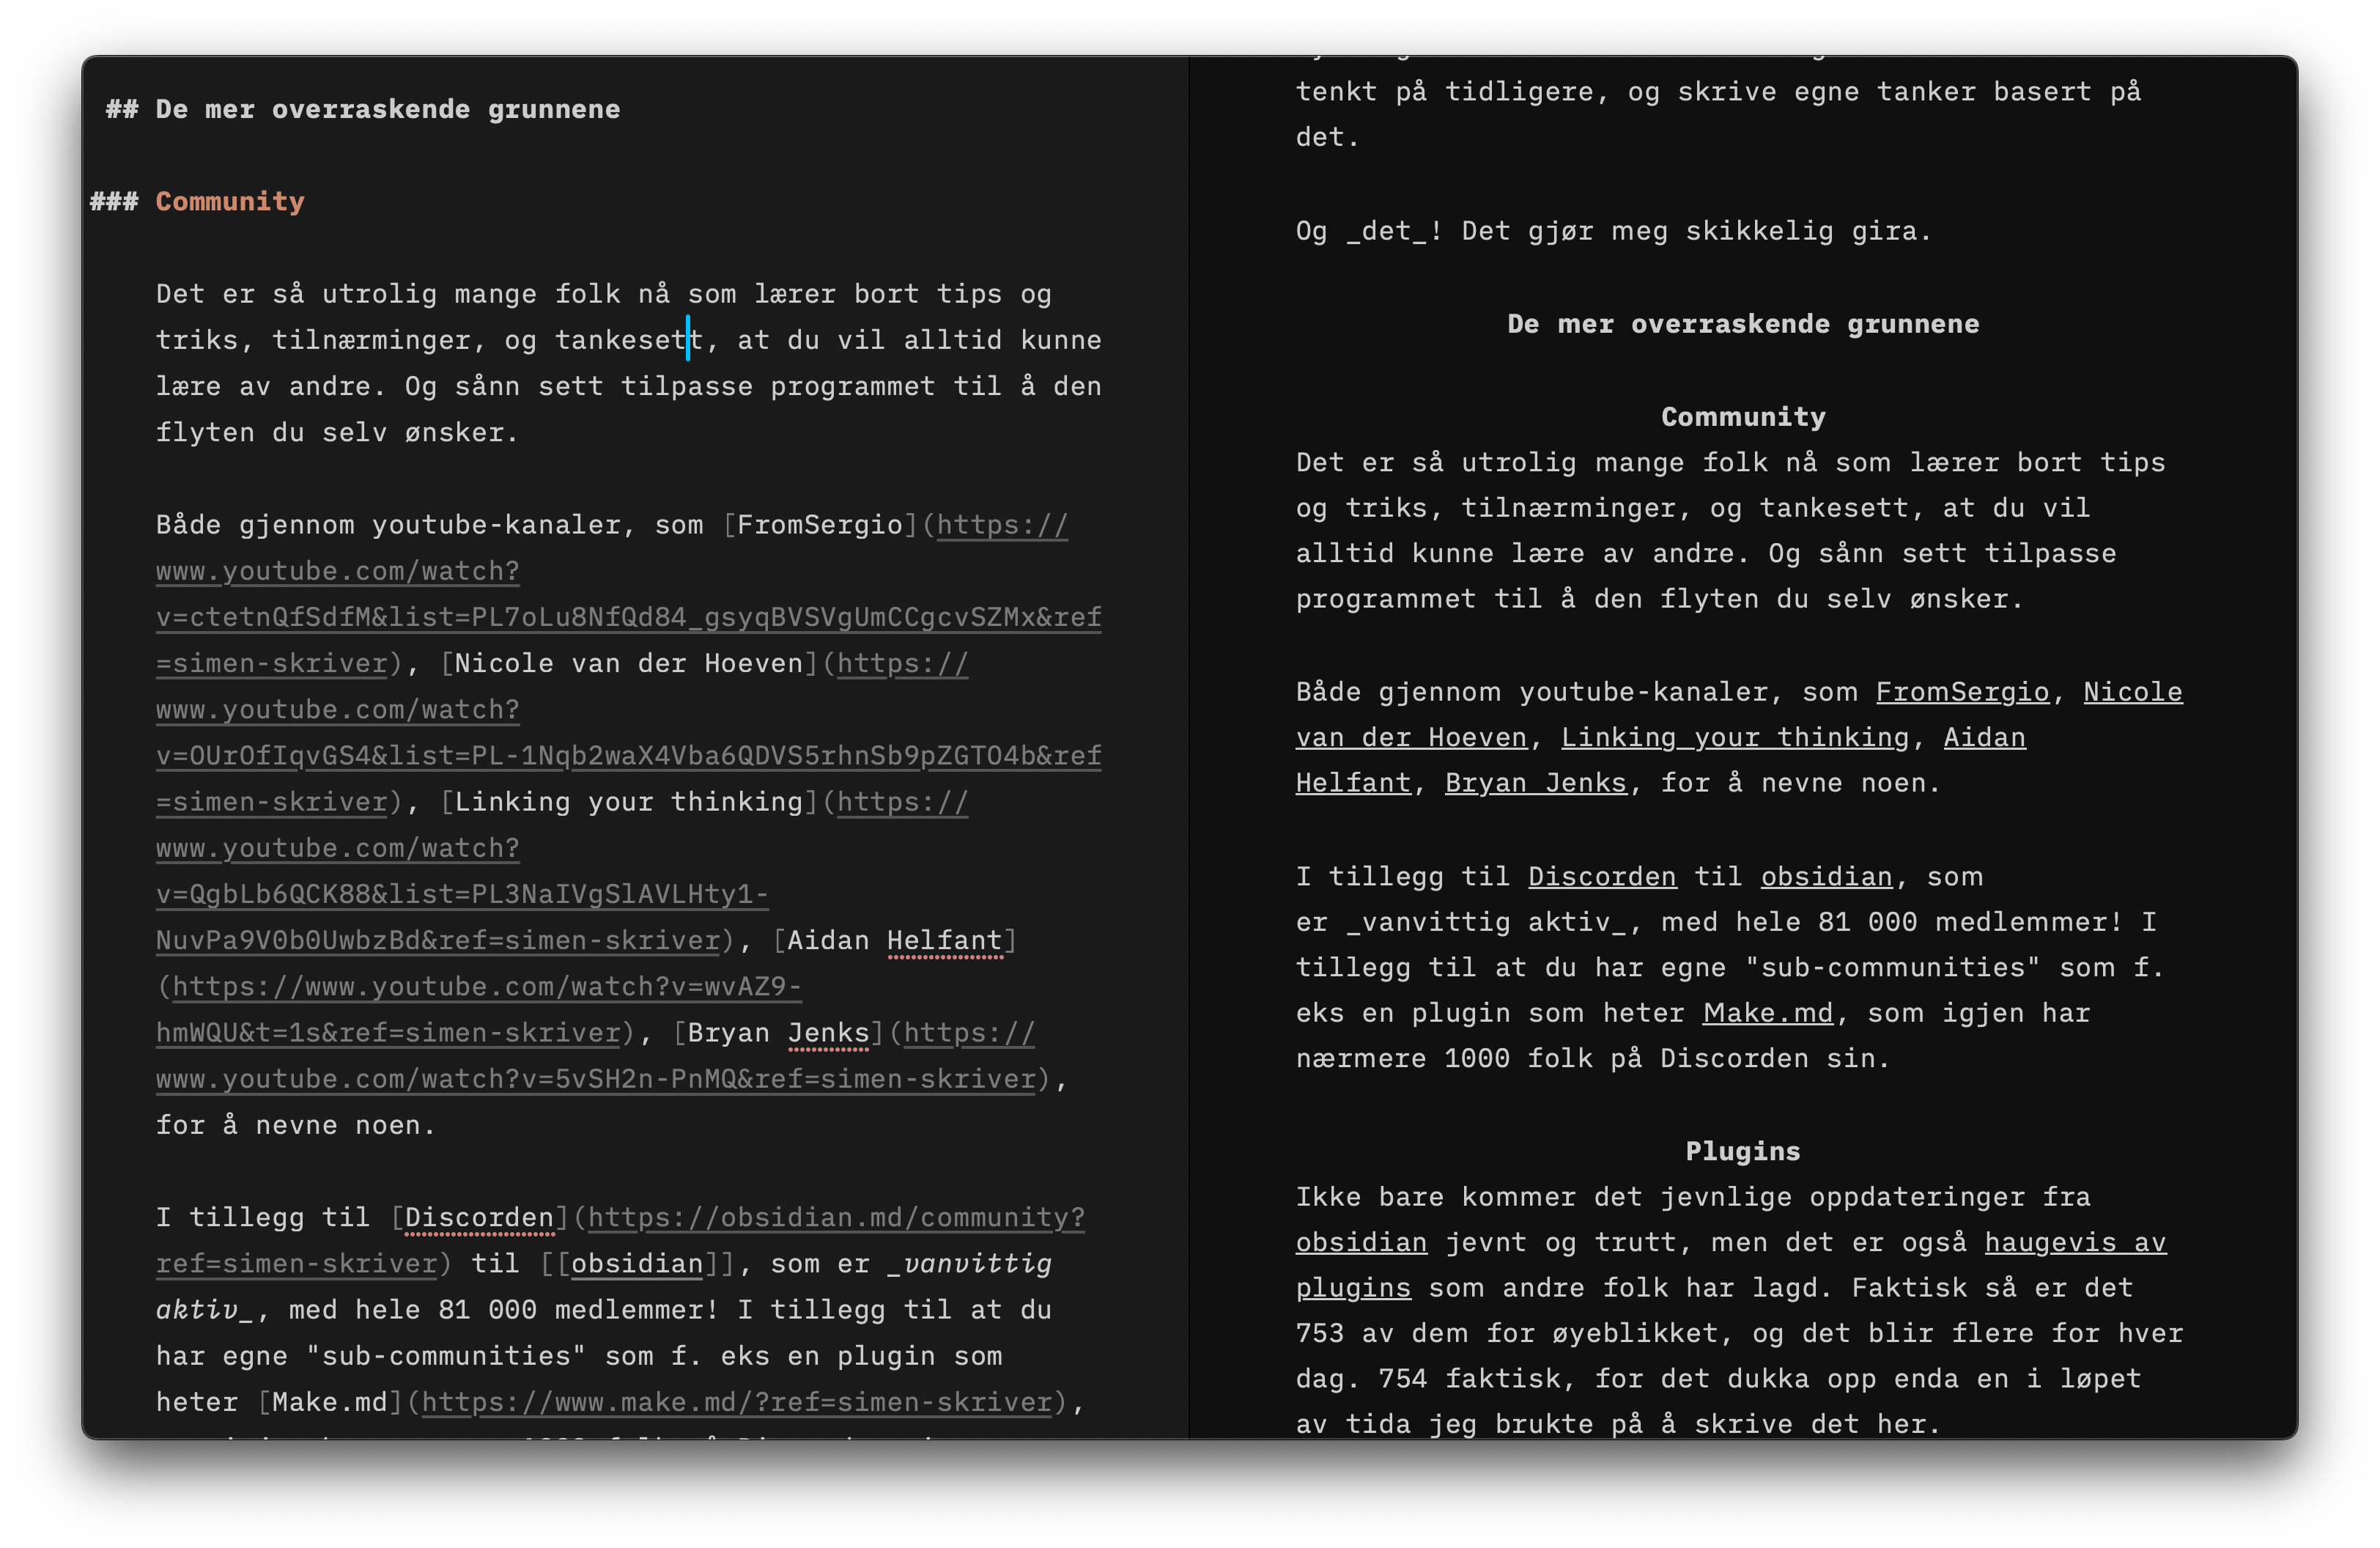 ## De mer overraskende grunnene
### Community
Det er så utrolig mange folk nå som lærer bort tips og
triks, tilnærminger, og tankesett, at du vil alltid kunne
lære av andre. Og sånn sett tilpasse programmet til å den
flyten du selv ønsker.
Både gjennom youtube-kanaler, som [FromSergio](https://
www.youtube.com/watch?
v=ctetnQfSdfM&list=PL7oLu8NfQd84_gsyqBVSVgUmCCgcvSZMx&ref
=simen-skriver), [Nicole van der Hoeven](https://
www.youtube.com/watch?
v=OUrOfIqvGS4&list=PL-1Nqb2waX4Vba6QDVS5rhnSb9pZGTO4b&ref
=simen-skriver), [Linking your thinking](https://
www.youtube.com/watch?
v=QgbLb6QCK88&list=PL3NaIVgSlAVLHty1-
NuvPa9V0b0UwbzBd&ref=simen-skriver), [Aidan Helfant]
(https://www.youtube.com/watch?v=wvAZ9-
hmWQU&t=1s&ref=simen-skriver), [Bryan Jenks](https://
www.youtube.com/watch?v=5vSH2n-PnMQ&ref=simen-skriver),
for å nevne noen.
I tillegg til [Discorden](https://obsidian.md/community?
ref=simen-skriver) til [[obsidian]], som er _vanvittig
aktiv_, med hele 81 000 medlemmer! I tillegg til at du
har egne "sub-communities" som f. eks en plugin som
heter [Make.md](https://www.make.md/?ref=simen-skriver),
tenkt på tidligere, og skrive egne tanker basert på
det.
Og _det_! Det gjør meg skikkelig gira.
De mer overraskende grunnene
Community
Det er så utrolig mange folk nå som lærer bort tips
og triks, tilnærminger, og tankesett, at du vil
alltid kunne lære av andre. Og sånn sett tilpasse
programmet til å den flyten du selv ønsker.
Både gjennom youtube-kanaler, som FromSergio, Nicole
van der Hoeven, Linking your thinking, Aidan
Helfant, Bryan Jenks, for å nevne noen.
I tillegg til Discorden til obsidian, som
er _vanvittig aktiv_, med hele 81 000 medlemmer! I
tillegg til at du har egne "sub-communities" som f.
eks en plugin som heter Make.md, som igjen har
nærmere 1000 folk på Discorden sin.
Plugins
Ikke bare kommer det jevnlige oppdateringer fra
obsidian jevnt og trutt, men det er også haugevis av
plugins som andre folk har lagd. Faktisk så er det
753 av dem for øyeblikket, og det blir flere for hver
dag. 754 faktisk, for det dukka opp enda en i løpet
av tida jeg brukte på å skrive det her.